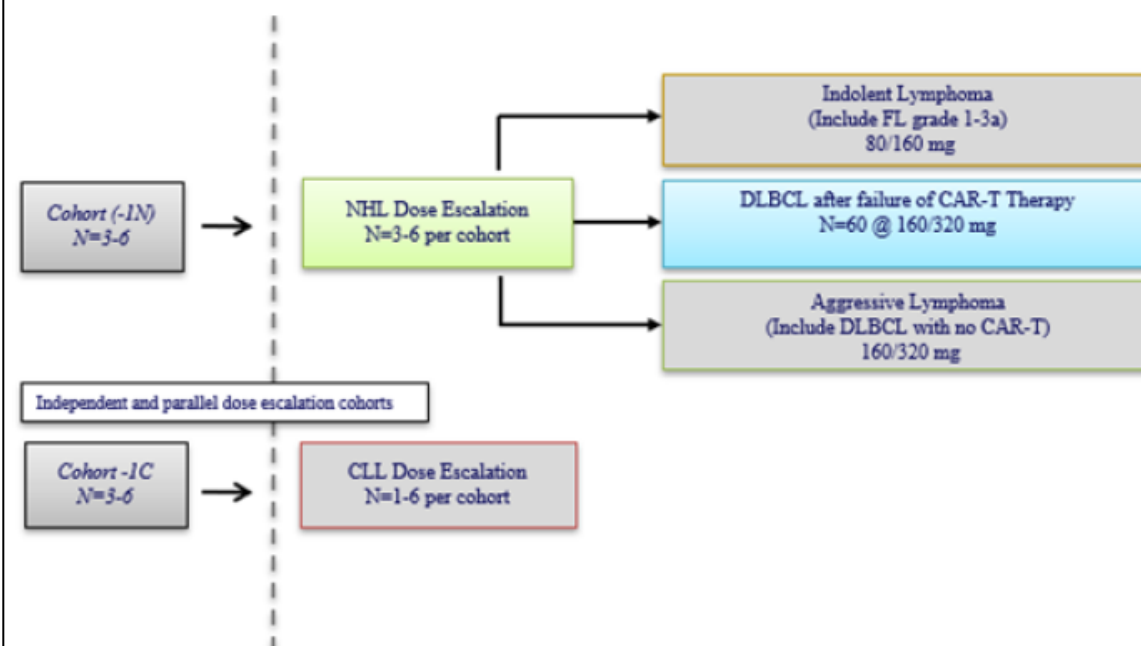 Indolent Lymphoma
(Include FL grade 1-3a)
80/160 mg
Cohort (-1N)
N=3-6
NHL Dose Escalation
N=3-6 per cohort
DLBCL after failure of CAR-T Therapy
N=60 @ 160/320 mg
Aggressive Lymphoma
(Include DLBCL with no CAR-T)
160/320 mg
Independent and parallel dose escalation cohorts
Cohort -1C
N=3-6
CLL Dose Escalation
N=1-6 per cohort